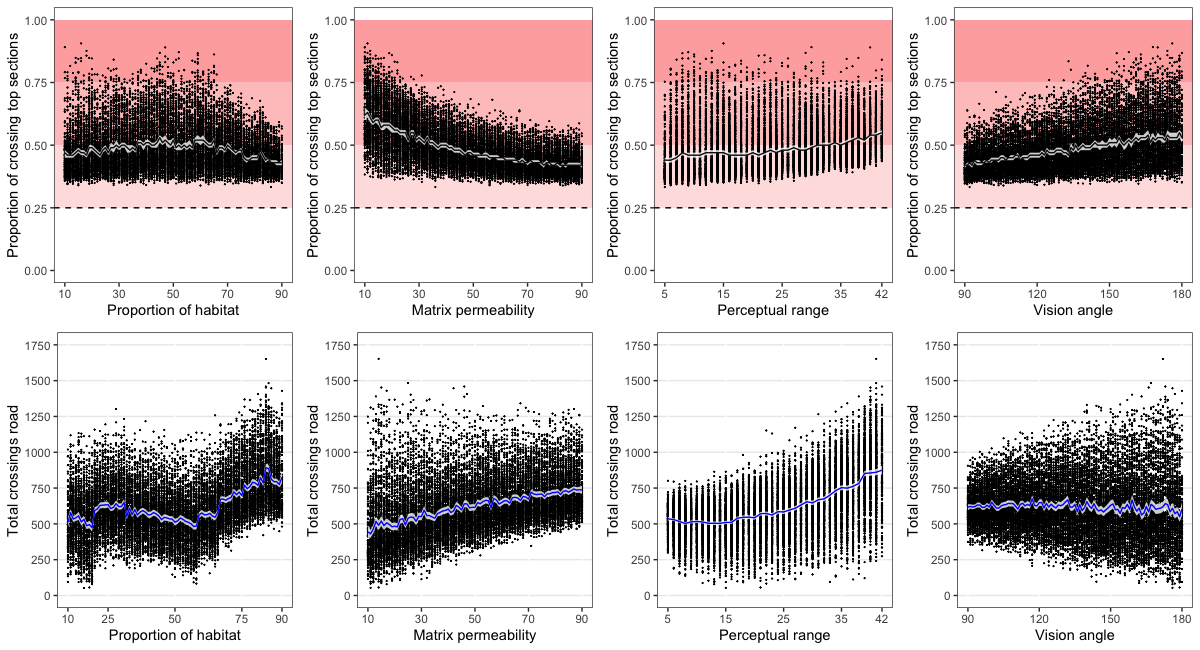 Proportion of crossing top sections
1.00
0.75
0.50
0.25
0.00
10 30 50 70 90
Proportion of habitat
Proportion of crossing top sections
1.00
0.75
0.50
0.25
0.00
10 30 50 70 90
Matrix permeability
Proportion of crossing top sections
1.00
0.75
0.50
0.25
0.00
5 15 25 35 42
Perceptual range
Proportion of crossing top sections
1.00
0.75
0.50
0.25
0.00
90 120 150 180
Vision angle
Total crossings road
1750
1500
1250
1000
750
500
250
0
10 25 50 75 90
Proportion of habitat
Total crossings road
1750
1500
1250
1000
750
500
250
0
10 30 50 70 90
Matrix permeability
Total crossings road
1750
1500
1250
1000
750
500
250
0
5 15 25 35 42
Perceptual range
Total crossings road
1750
1500
1250
1000
750
500
250
0
90 120 150 180
Vision angle